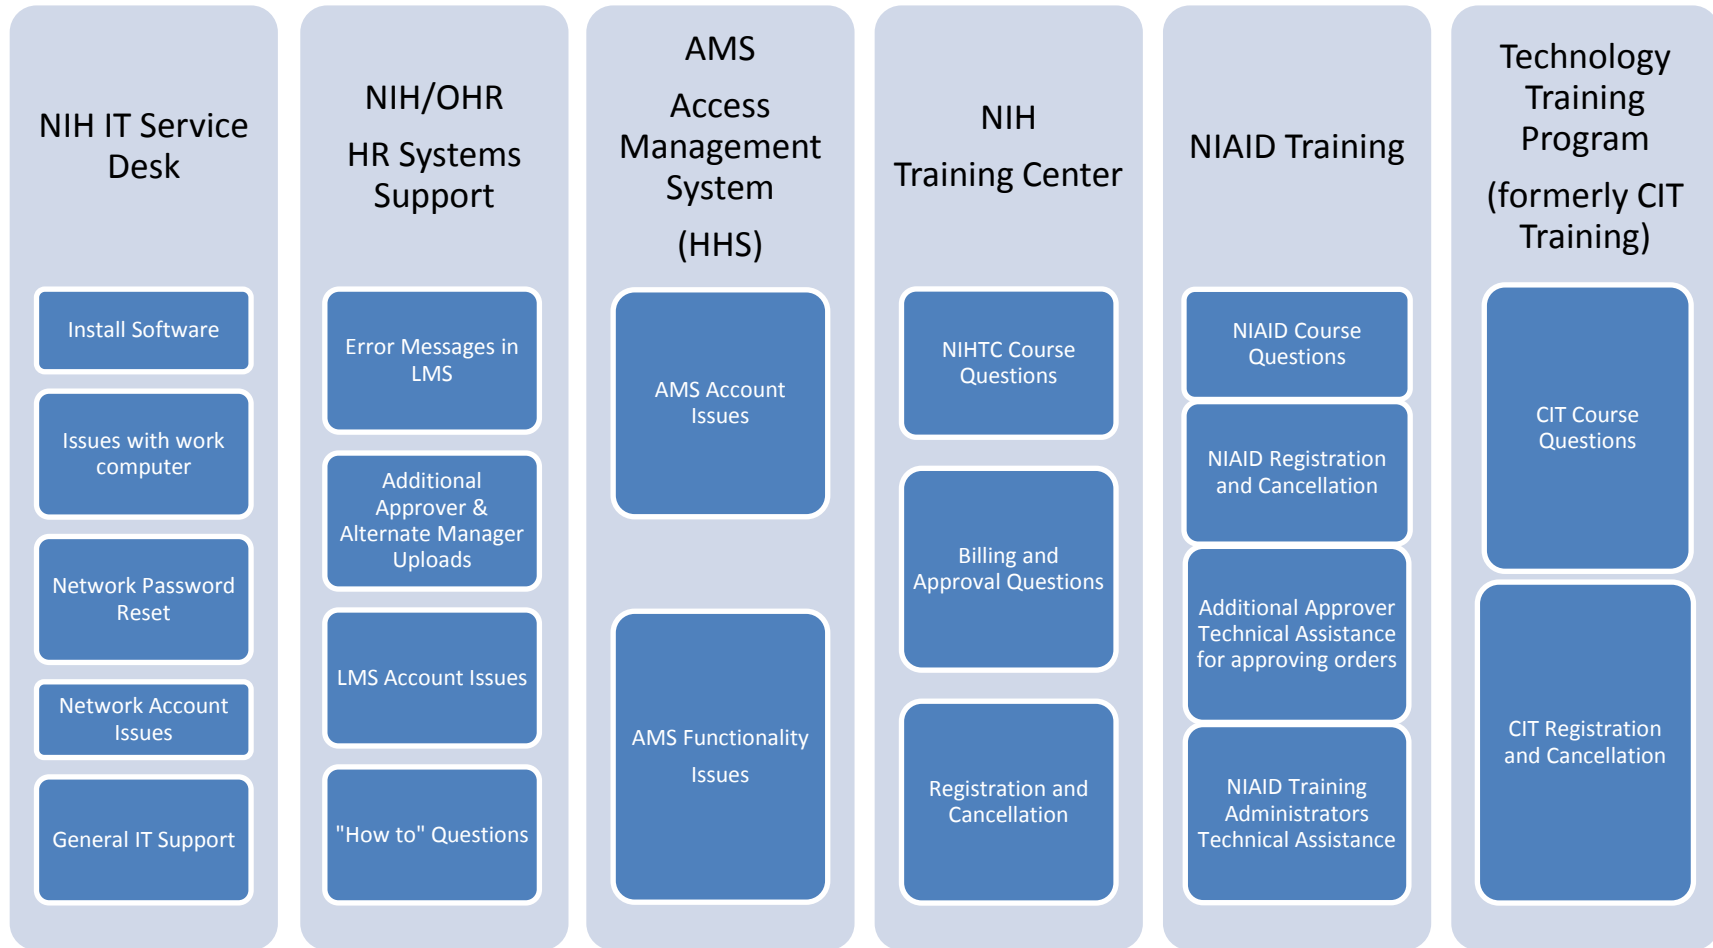 NIH IT Service
Desk
Install Software
Issues with work
computer
Network Password
Reset
Network Account
Issues
General IT Support
NIH/OHR
HR Systems
Support
Error Messages in
LMS
Additional
Approver &
Alternate Manager
Uploads
LMS Account Issues
"How to" Questions
AMS
Access
Management
System
(HHS)
AMS Account
Issues
AMS Functionality
Issues
NIH
Training Center
NIHTC Course
Questions
Billing and
Approval Questions
Registration and
Cancellation
NIAID Training
NIAID Course
Questions
NIAID Registration
and Cancellation
Additional Approver
Technical Assistance
for approving orders
NIAID Training
Administrators
Technical Assistance
Technology
Training
Program
(formerly CIT
Training)
CIT Course
Questions
CIT Registration
and Cancellation